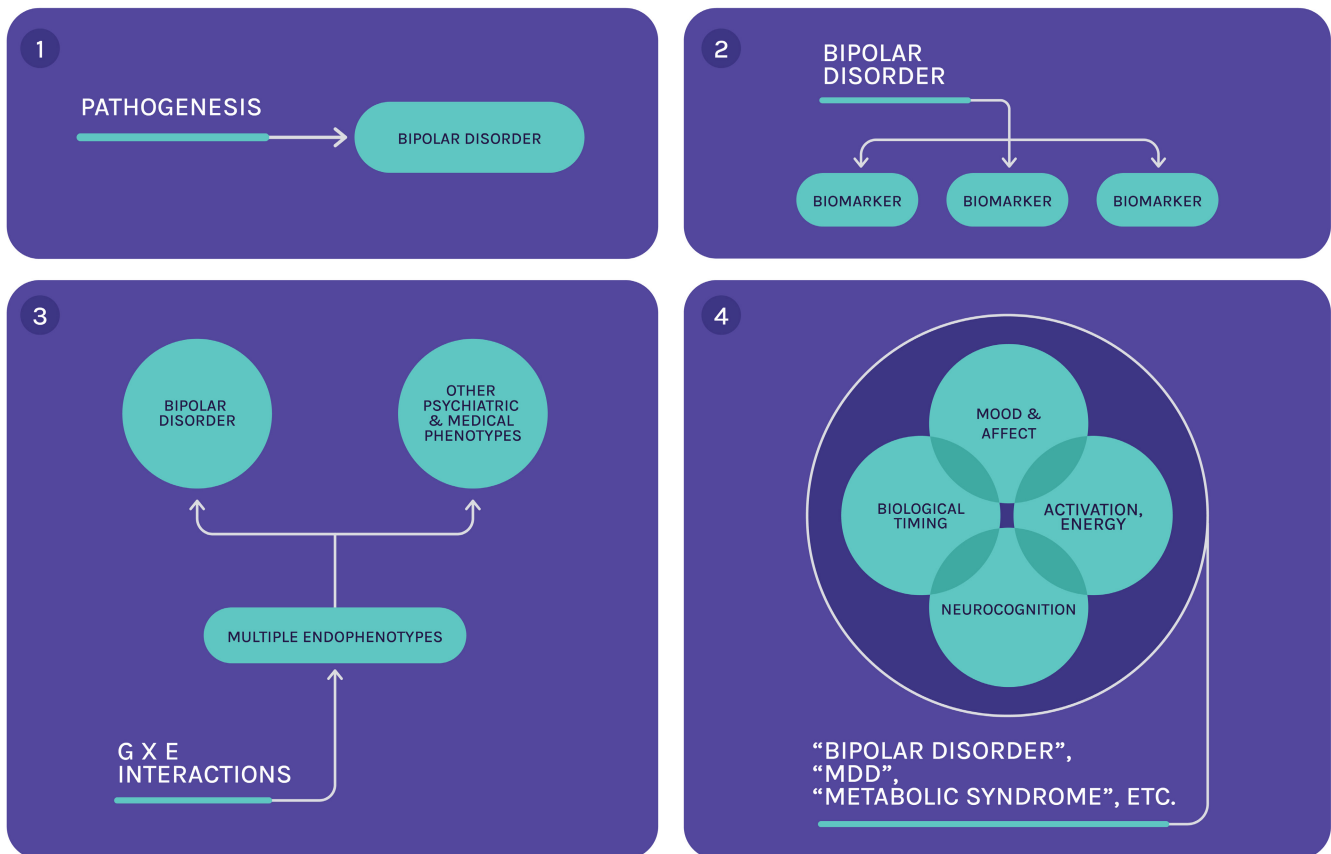 1
PATHOGENESIS
BIPOLAR DISORDER
2
BIPOLAR
DISORDER
BIOMARKER
BIOMARKER
BIOMARKER
3
BIPOLAR
DISORDER
OTHER
PSYCHIATRIC
& MEDICAL
PHENOTYPES
MULTIPLE ENDOPHENOTYPES
G X E
INTERACTIONS
4
MOOD &
AFFECT
BIOLOGICAL
TIMING
ACTIVATION,
ENERGY
NEUROCOGNITION
“BIPOLAR DISORDER”,
“MDD”,
“METABOLIC SYNDROME”, ETC.